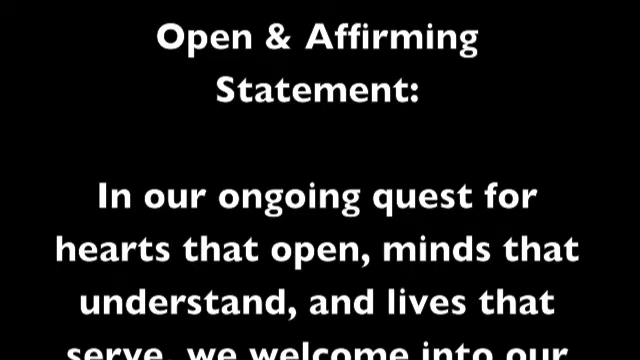 Open & Affirming
Statement:
In our ongoing quest for
hearts that open, minds that
understand, and lives that
serve, we welcome into our